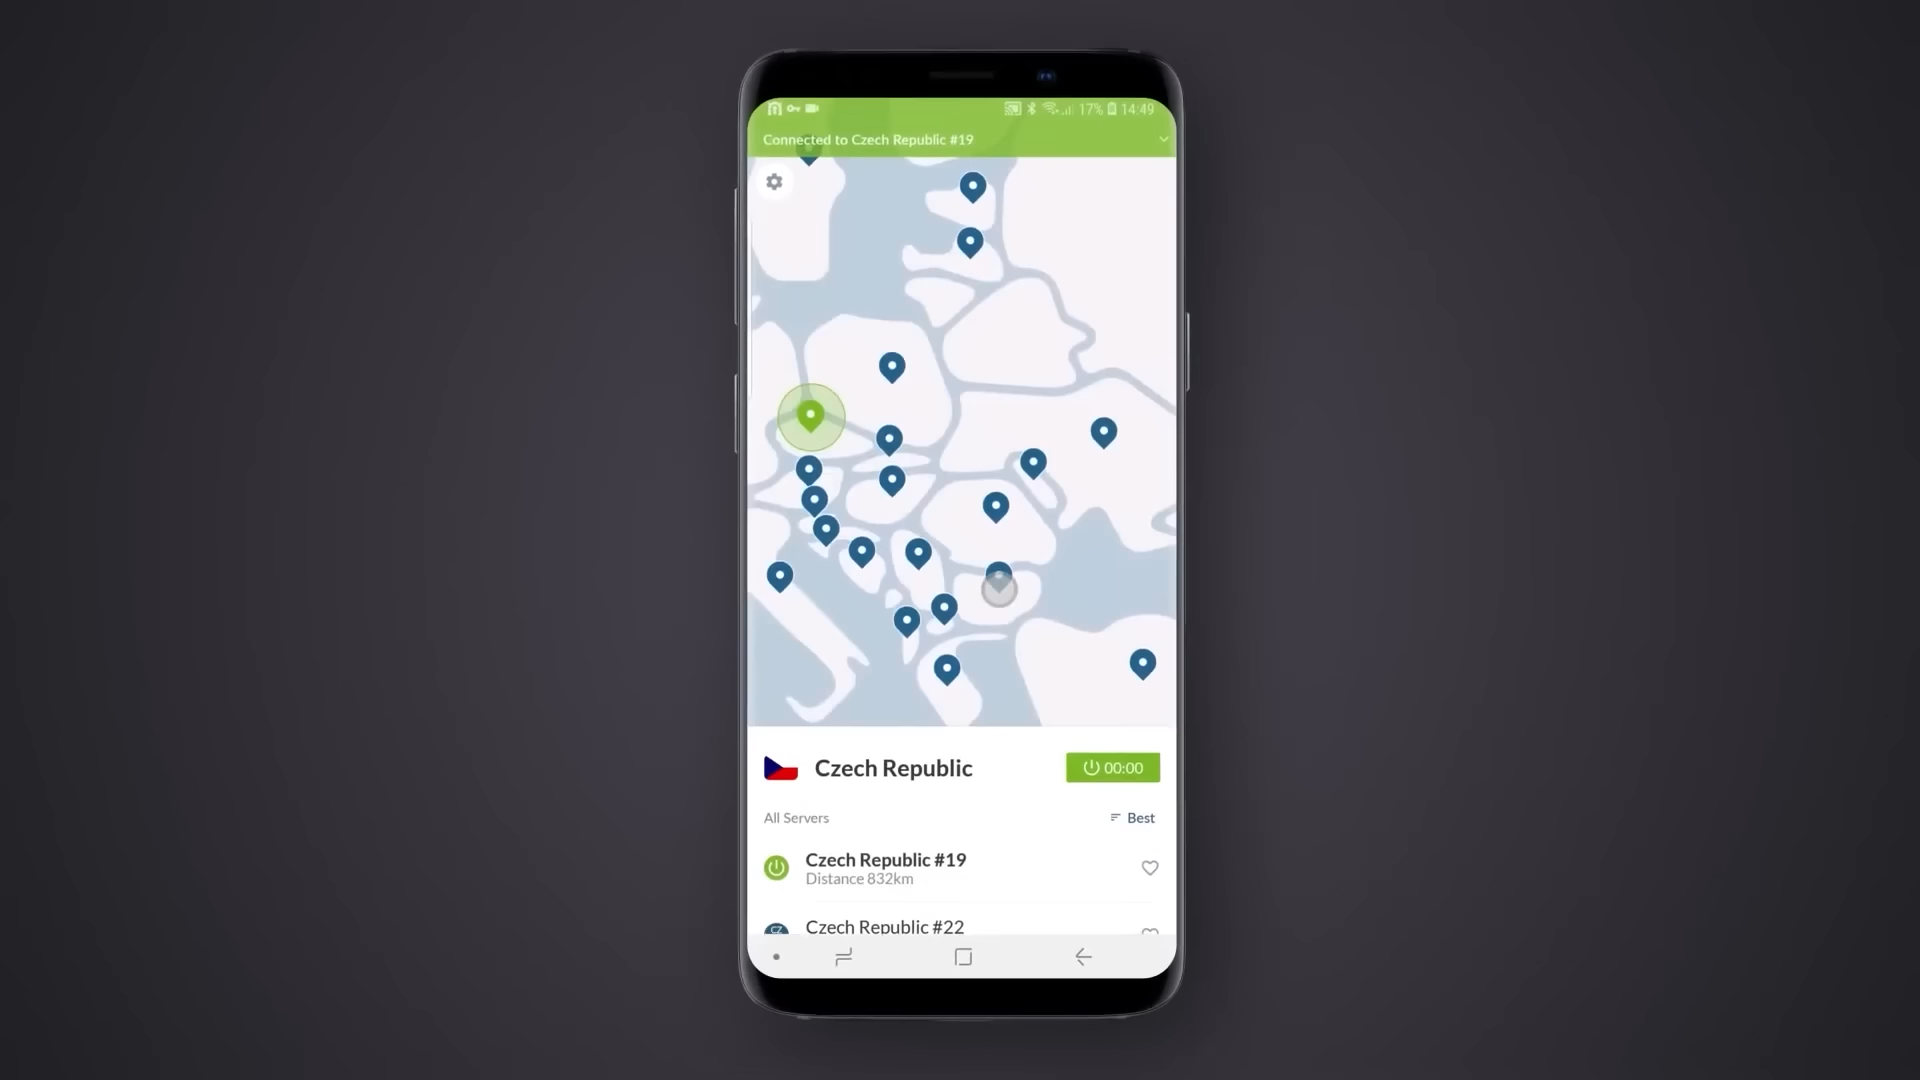 17% 14:49
Connected to Czech Republic #19
Czech Republic
00:00
All Servers
Best
Czech Republic #19
Distance 832km
Czech Republic #22